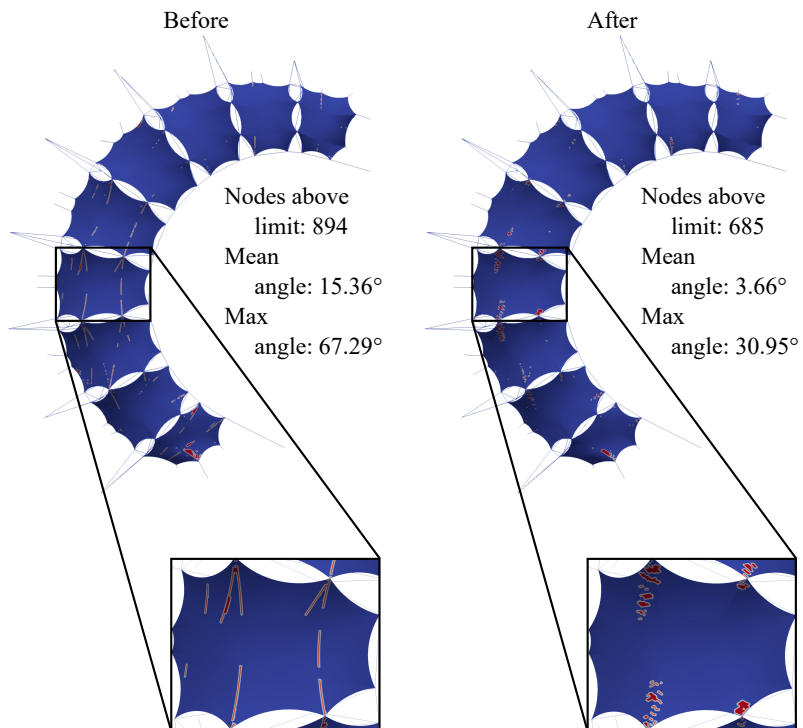 Before
Nodes above
limit: 894
Mean
angle: 15.36°
Max
angle: 67.29°
After
Nodes above
limit: 685
Mean
angle: 3.66°
Max
angle: 30.95°